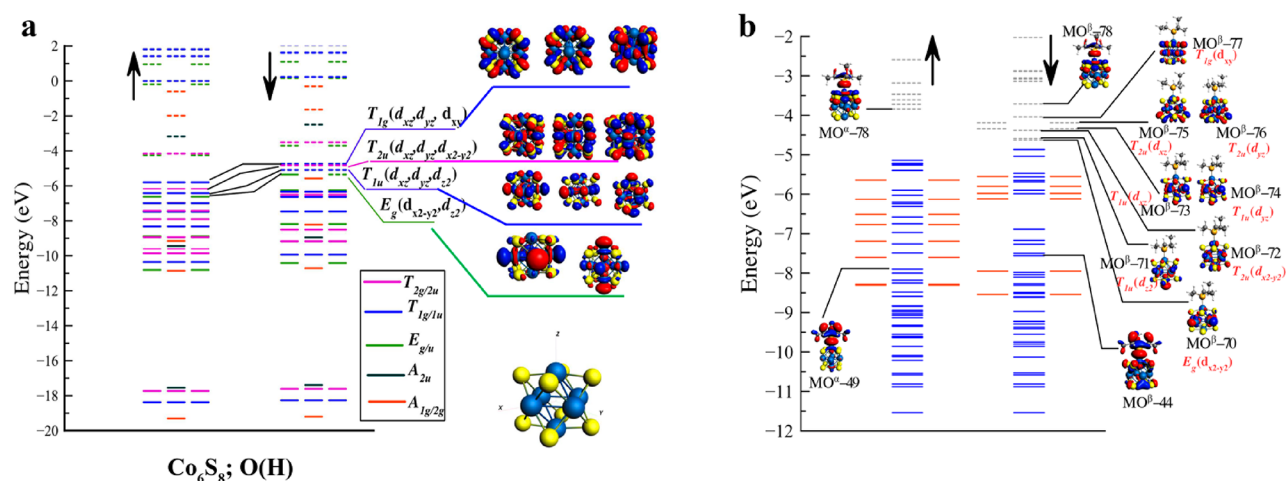 a
Energy (eV)
2
0
−2
−4
−6
−8
−10
−12
−14
−16
−18
−20
T1g(dxz,dyz, dxy)
T2u(dxz,dyz,dx2-y2)
T1u(dxz,dyz,dz2)
Eg(dx2-y2,dz2)
T2g/2u
T1g/1u
Eg/u
A2u
A1g/2g
z
X
Y
Co6S8; O(H)
b
Energy (eV)
−2
−3
−4
−5
−6
−7
−8
−9
−10
−11
−12
MOα−78
MOα−49
MOβ−78
MOβ−77
T1g(dxy)
MOβ−75
MOβ−76
T2u(dxz)
T2u(dyz)
MOβ−74
T1u(dxz)
MOβ−73
T1u(dyz)
MOβ−71
MOβ−72
T1u(dz2)
T2u(dx2-y2)
MOβ−70
Eg(dx2-y2)
MOβ−44